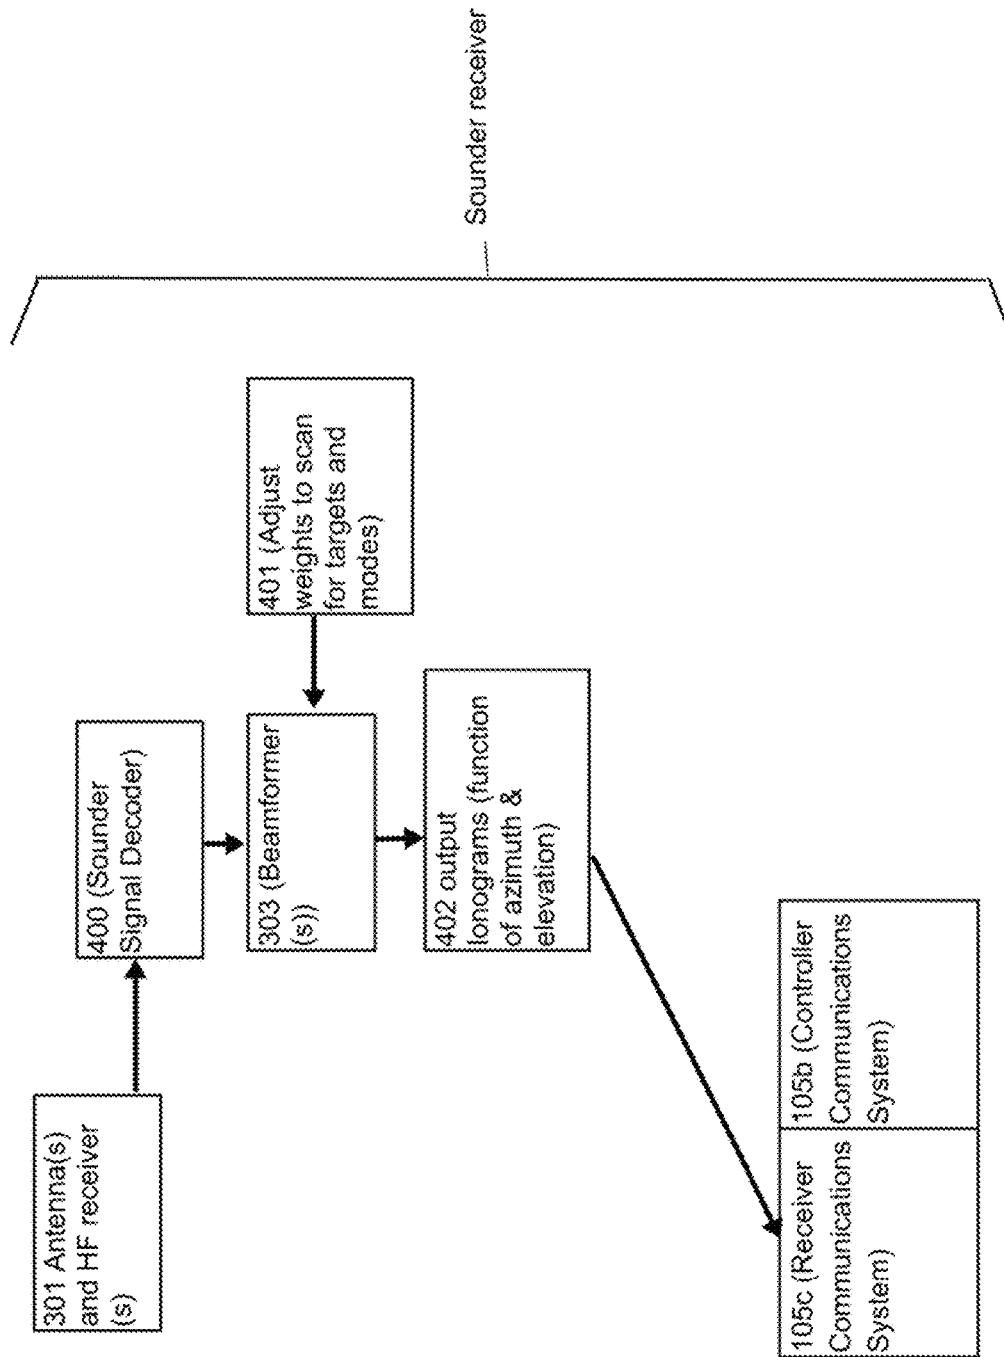 301 Antenna(s)
and HF receiver
(s)
400 (Sounder
Signal Decoder)
303 (Beamformer
(s))
401 (Adjust
weights to scan
for targets and
modes)
402 output
Ionograms (function
of azimuth &
elevation)
105c (Receiver
Communications
System)
105b (Controller
Communications
System)
Sounder receiver